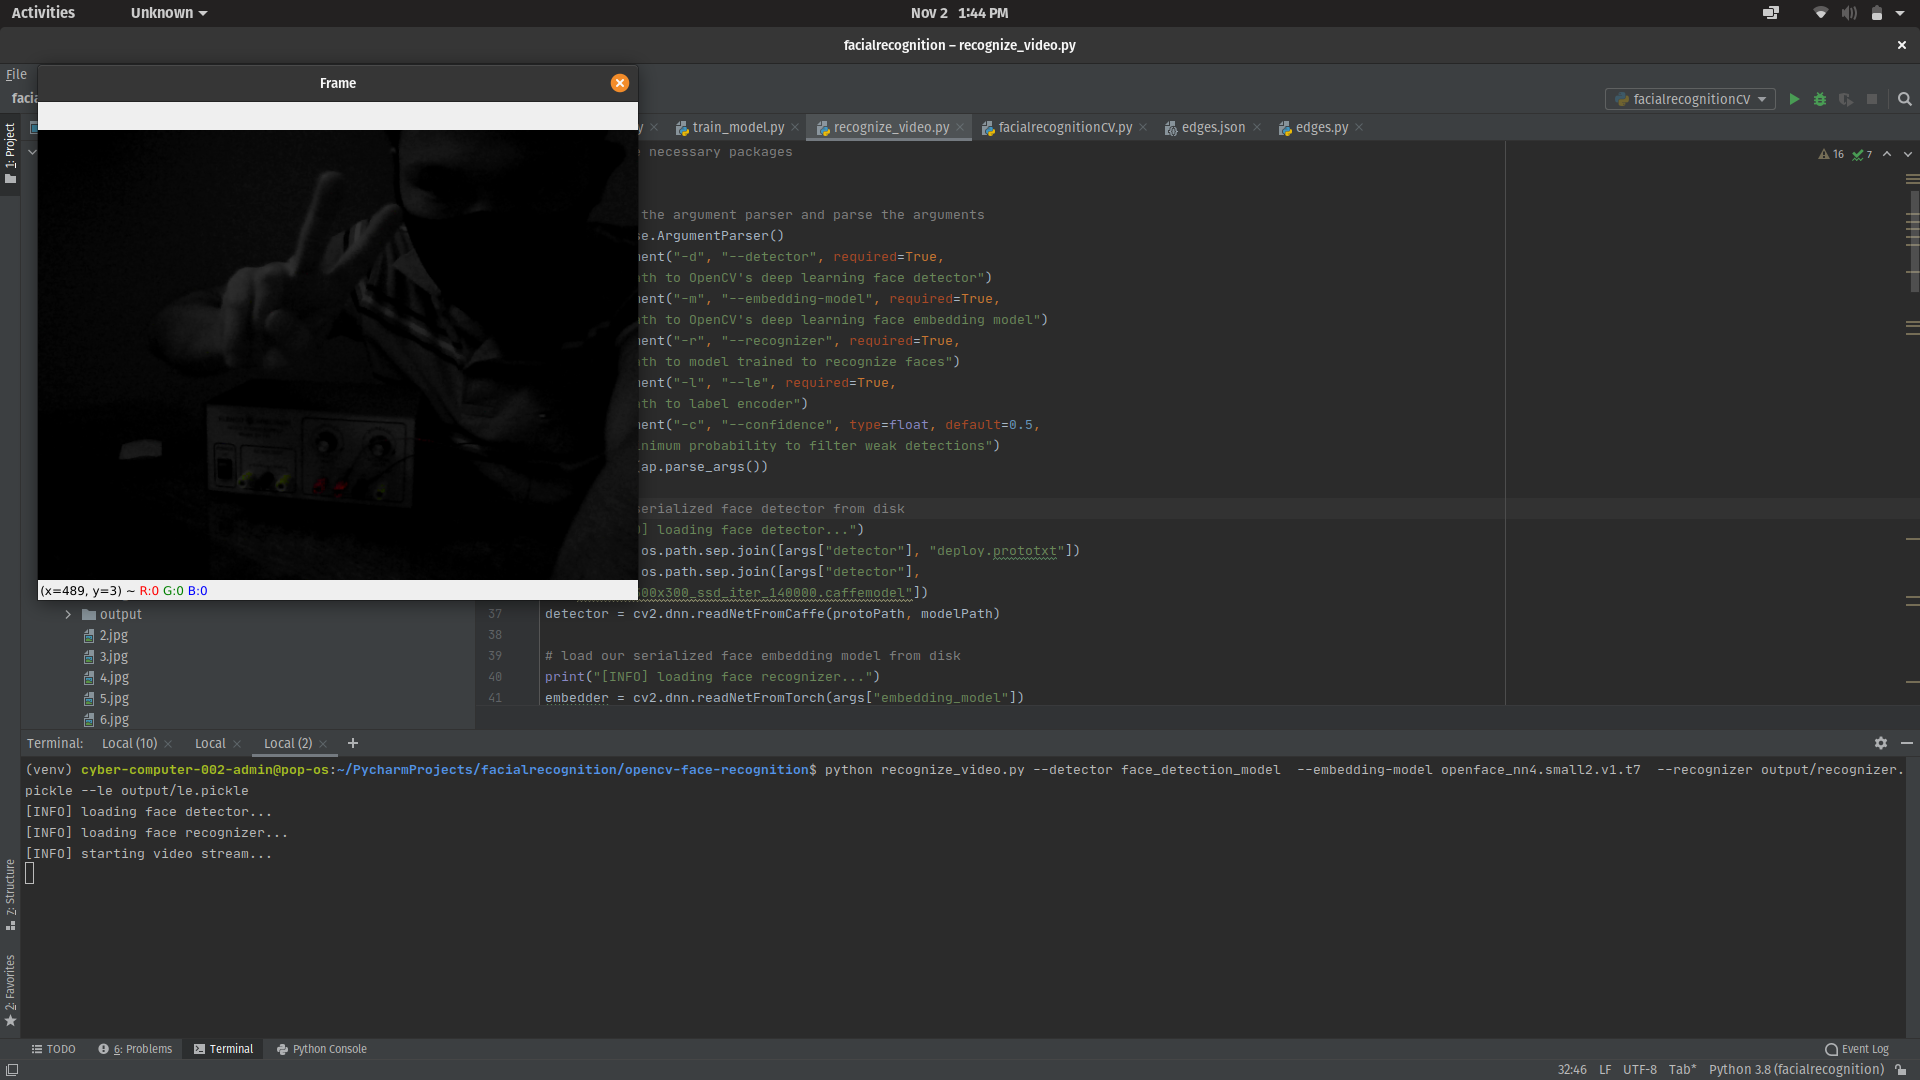 Activities
Unknown
Nov 2 1:44 PM
facialrecognition – recognize_video.py
File
Frame
facia
facialrecognitionCV
1: Project
train_model.py
recognize_video.py
facialrecognitionCV.py
edges.json
edges.py
necessary packages
16
7
the argument parser and parse the arguments
e.ArgumentParser()
ent("-d", "--detector", required=True,
th to OpenCV's deep learning face detector")
ent("-m", "--embedding-model", required=True,
th to OpenCV's deep learning face embedding model")
ent("-r", "--recognizer", required=True,
th to model trained to recognize faces")
ent("-l", "--le", required=True,
th to label encoder")
ent("-c", "--confidence", type=float, default=0.5,
nimum probability to filter weak detections")
ap.parse_args())
serialized face detector from disk
] loading face detector...")
os.path.sep.join([args["detector"], "deploy.prototxt"])
os.path.sep.join([args["detector"],
00x300_ssd_iter_140000.caffemodel"])
(x=489, y=3) ~ R:0 G:0 B:0
output
2.jpg
3.jpg
4.jpg
5.jpg
6.jpg
37 detector = cv2.dnn.readNetFromCaffe(protoPath, modelPath)
38
39 # load our serialized face embedding model from disk
40 print("[INFO] loading face recognizer...")
41 embedder = cv2.dnn.readNetFromTorch(args["embedding_model"])
Terminal:
Local (10)
Local
Local (2)
(venv) cyber-computer-002-admin@pop-os:~/PycharmProjects/facialrecognition/opencv-face-recognition$ python recognize_video.py --detector face_detection_model --embedding-model openface_nn4.small2.v1.t7 --recognizer output/recognizer.
pickle --le output/le.pickle
[INFO] loading face detector...
[INFO] loading face recognizer...
[INFO] starting video stream...
7: Structure
2: Favorites
TODO
6: Problems
Terminal
Python Console
Event Log
32:46 LF UTF-8 Tab* Python 3.8 (facialrecognition)